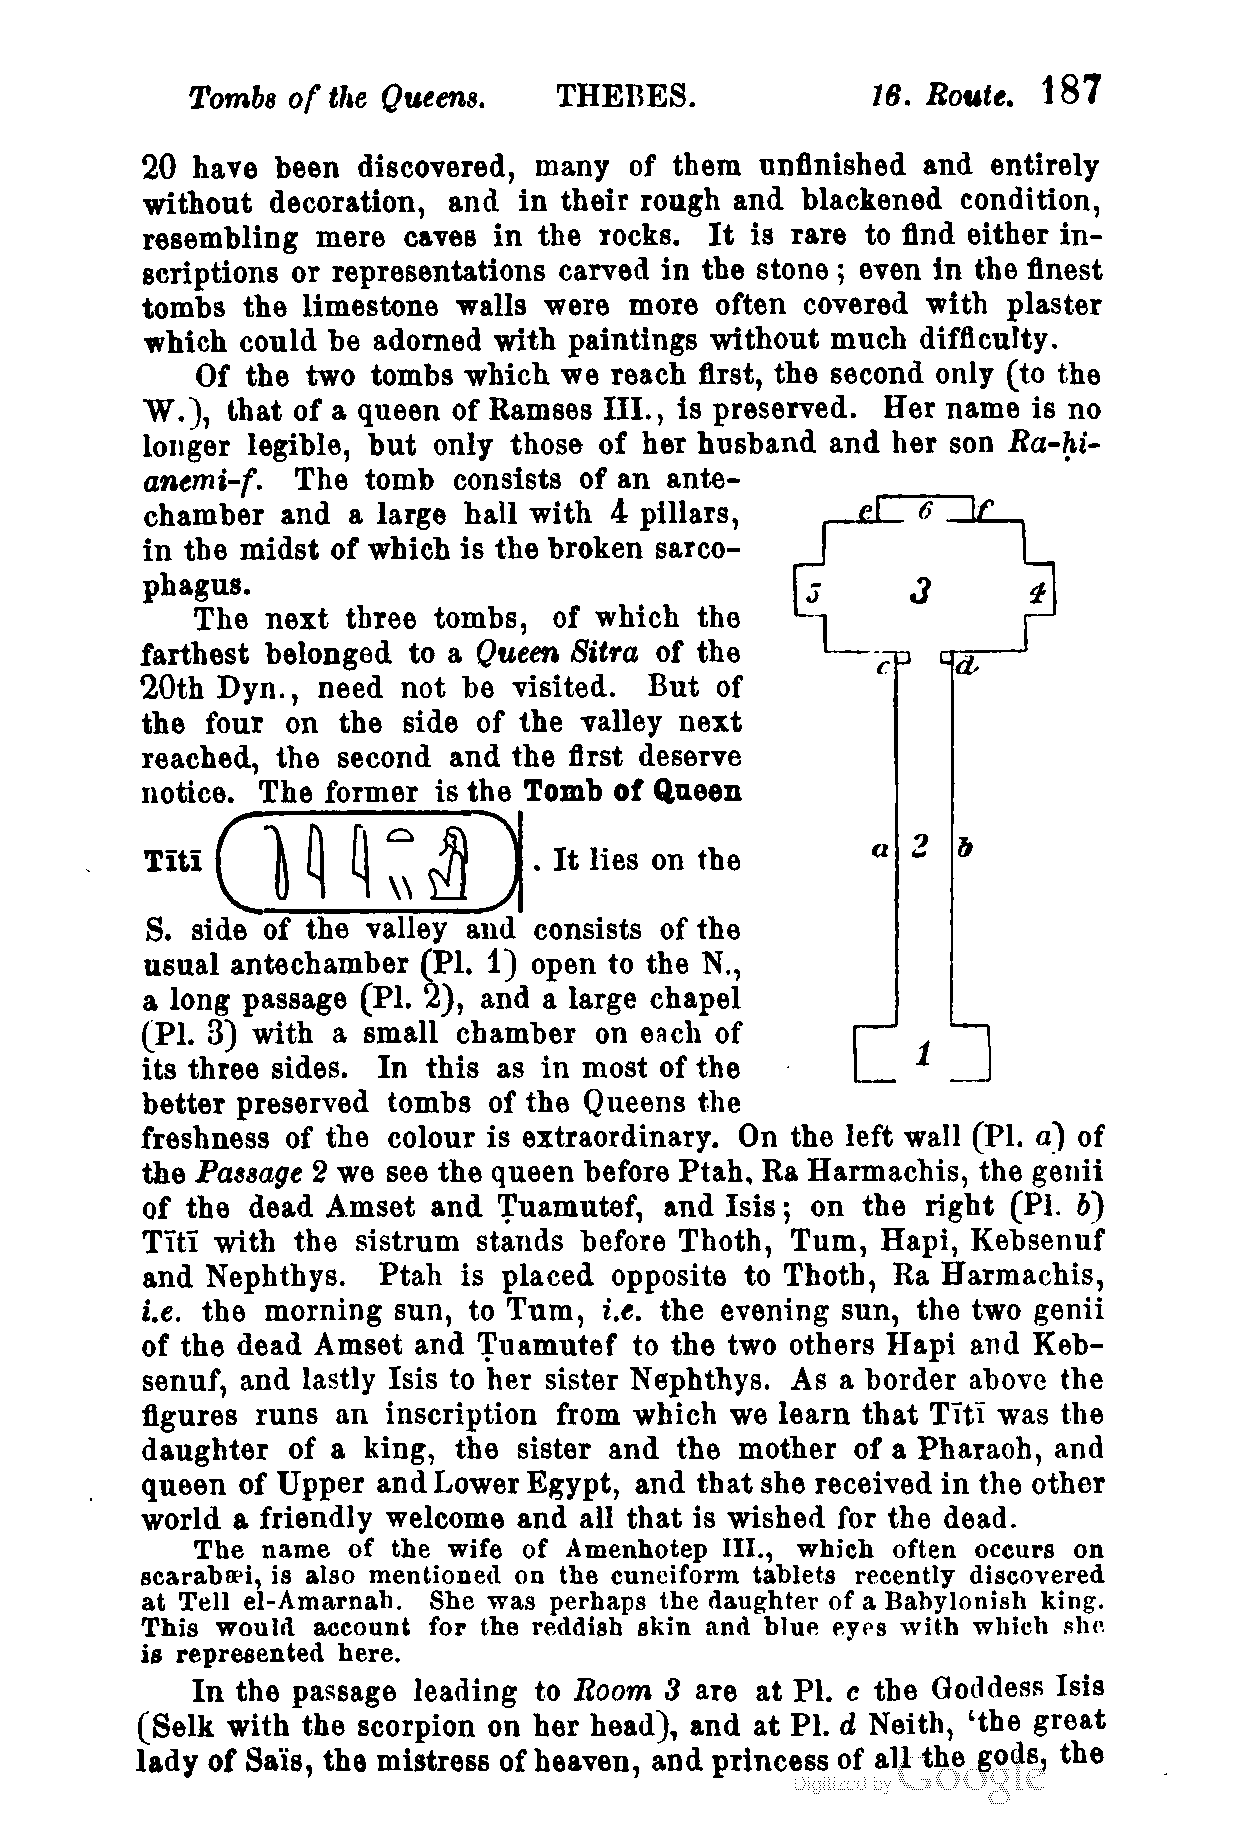 Tombs of the Queens. THEBES. 16. Route. 187
20 have been discovered, many of them unfinished and entirely
without decoration, and in their rough and blackened condition,
resembling mere caves in the rocks. It is rare to find either in-
scriptions or representations carved in the stone; even in the finest
tombs the limestone walls were more often covered with plaster
which could be adorned with paintings without much difficulty.
Of the two tombs which we reach first, the second only (to the
W.), that of a queen of Ramses III., is preserved. Her name is no
longer legible, but only those of her husband and her son Ra-ḥi-
anemi-f. The tomb consists of an ante-
chamber and a large hall with 4 pillars,
in the midst of which is the broken sarco-
phagus.
The next three tombs, of which the
farthest belonged to a Queen Sitra of the
20th Dyn., need not be visited. But of
the four on the side of the valley next
reached, the second and the first deserve
notice. The former is the Tomb of Queen
Tītī . It lies on the
S. side of the valley and consists of the
usual antechamber (Pl. 1) open to the N.,
a long passage (Pl. 2), and a large chapel
(Pl. 3) with a small chamber on each of
its three sides. In this as in most of the
better preserved tombs of the Queens the
e 6 f
5 3 4
c d
a 2 b
1
freshness of the colour is extraordinary. On the left wall (Pl. a) of
the Passage 2 we see the queen before Ptah, Ra Harmachis, the genii
of the dead Amset and Ṭuamutef, and Isis; on the right (Pl. b)
Tītī with the sistrum stands before Thoth, Tum, Hapi, Kebsenuf
and Nephthys. Ptah is placed opposite to Thoth, Ra Harmachis,
i.e. the morning sun, to Tum, i.e. the evening sun, the two genii
of the dead Amset and Ṭuamutef to the two others Hapi and Keb-
senuf, and lastly Isis to her sister Nephthys. As a border above the
figures runs an inscription from which we learn that Tītī was the
daughter of a king, the sister and the mother of a Pharaoh, and
queen of Upper and Lower Egypt, and that she received in the other
world a friendly welcome and all that is wished for the dead.
The name of the wife of Amenhotep III., which often occurs on
scarabæi, is also mentioned on the cuneiform tablets recently discovered
at Tell el-Amarnah. She was perhaps the daughter of a Babylonish king.
This would account for the reddish skin and blue eyes with which she
is represented here.
In the passage leading to Room 3 are at Pl. c the Goddess Isis
(Selk with the scorpion on her head), and at Pl. d Neith, 'the great
lady of Saïs, the mistress of heaven, and princess of all the gods, the
Digitized by Google